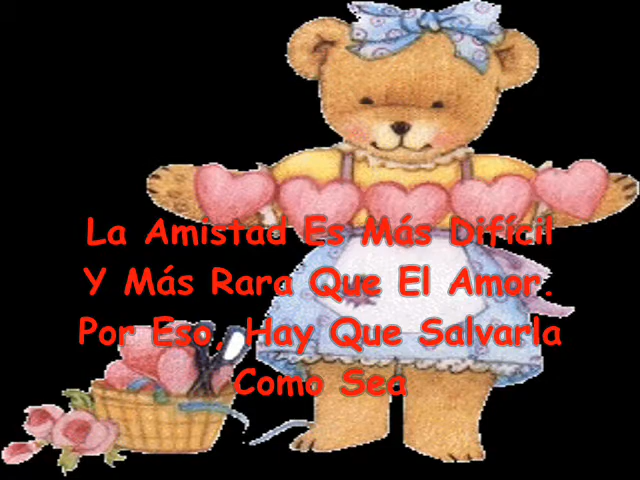 La Amistad Es Más Difícil
Y Más Rara Que El Amor.
Por Eso, Hay Que Salvarla
Como Sea